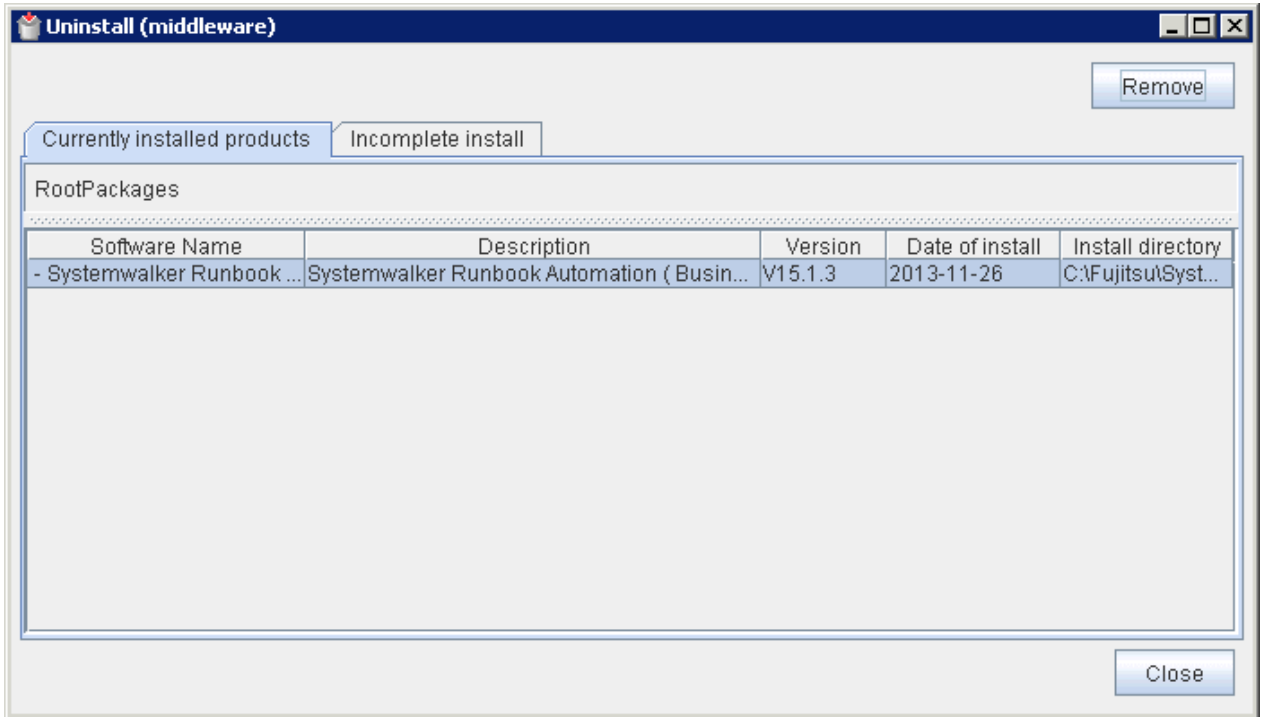 Uninstall (middleware)
Remove
Currently installed products Incomplete install
RootPackages
Software Name Description Version Date of install Install directory
- Systemwalker Runbook ... Systemwalker Runbook Automation ( Busin... V15.1.3 2013-11-26 C:\Fujitsu\Syst...
Close